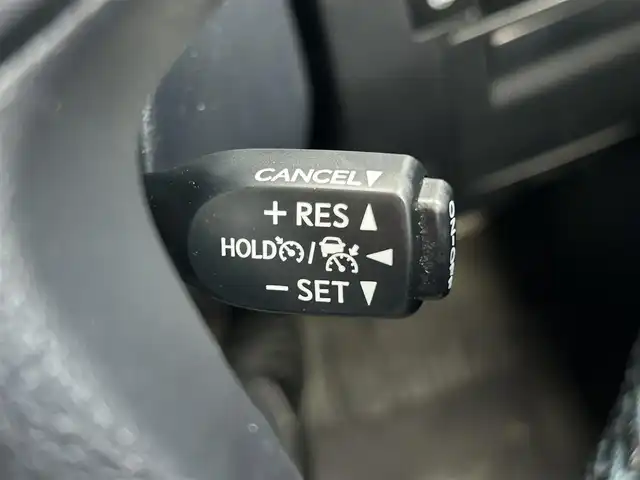 CANCEL▼
+ RES ▲
HOLD / ◀
− SET ▼
ON-OFF